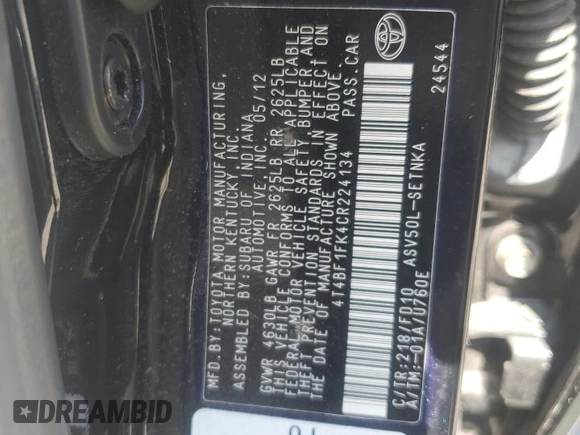 MFD.BY:TOYOTA MOTOR MANUFACTURING,
NORTHERN KENTUCKY, INC.
ASSEMBLED BY:SUBARU OF INDIANA
AUTOMOTIVE, INC. 05/12
GVWR 4630LB GAWR FR 2625LB RR 2625LB
THIS VEHICLE CONFORMS TO ALL APPLICABLE
FEDERAL MOTOR VEHICLE SAFETY, BUMPER, AND
THEFT PREVENTION STANDARDS IN EFFECT ON
THE DATE OF MANUFACTURE SHOWN ABOVE.
4T4BF1FK4CR224134 PASS.CAR
C/TR:218/FD10 ASV50L-SETNKA
A/TM:-01A/U760E
24544
DREAMBID